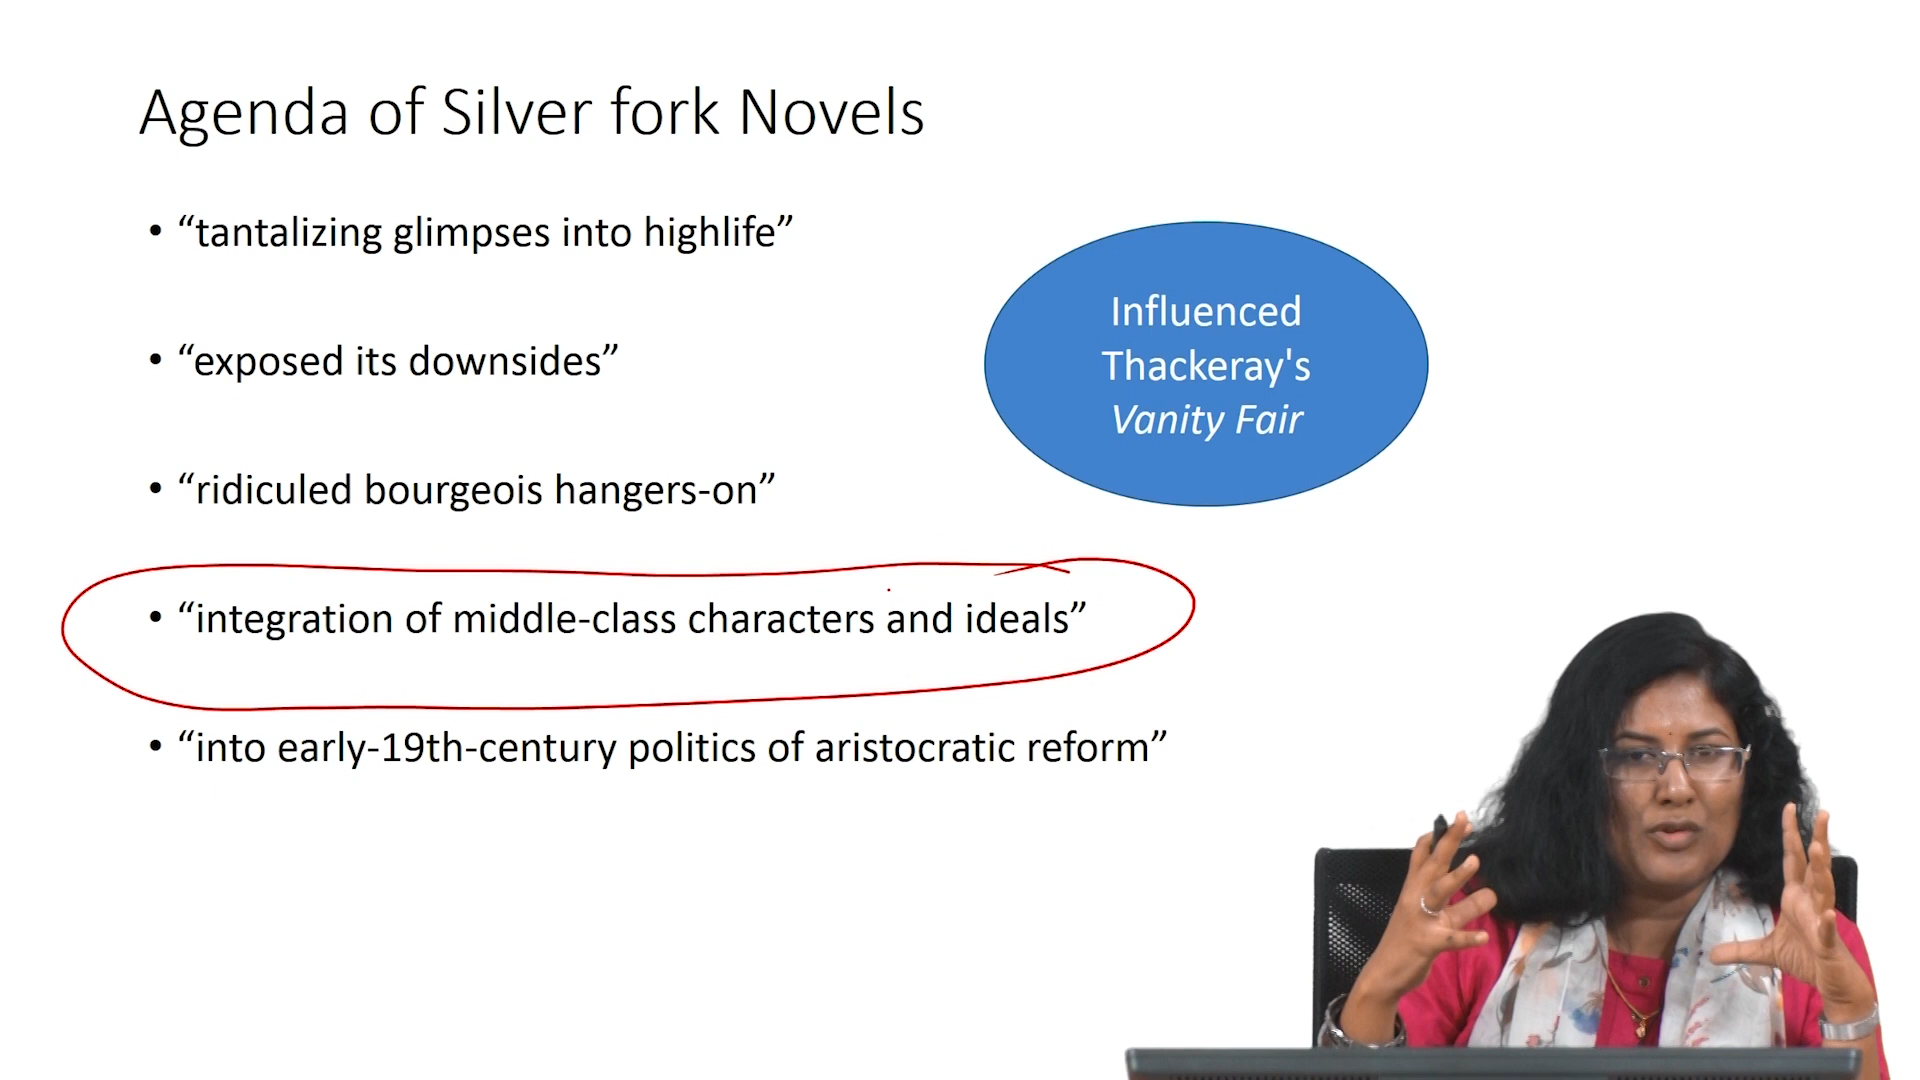 Agenda of Silver fork Novels
• “tantalizing glimpses into highlife”
• “exposed its downsides”
• “ridiculed bourgeois hangers-on”
• “integration of middle-class characters and ideals”
• “into early-19th-century politics of aristocratic reform”
Influenced
Thackeray's
Vanity Fair